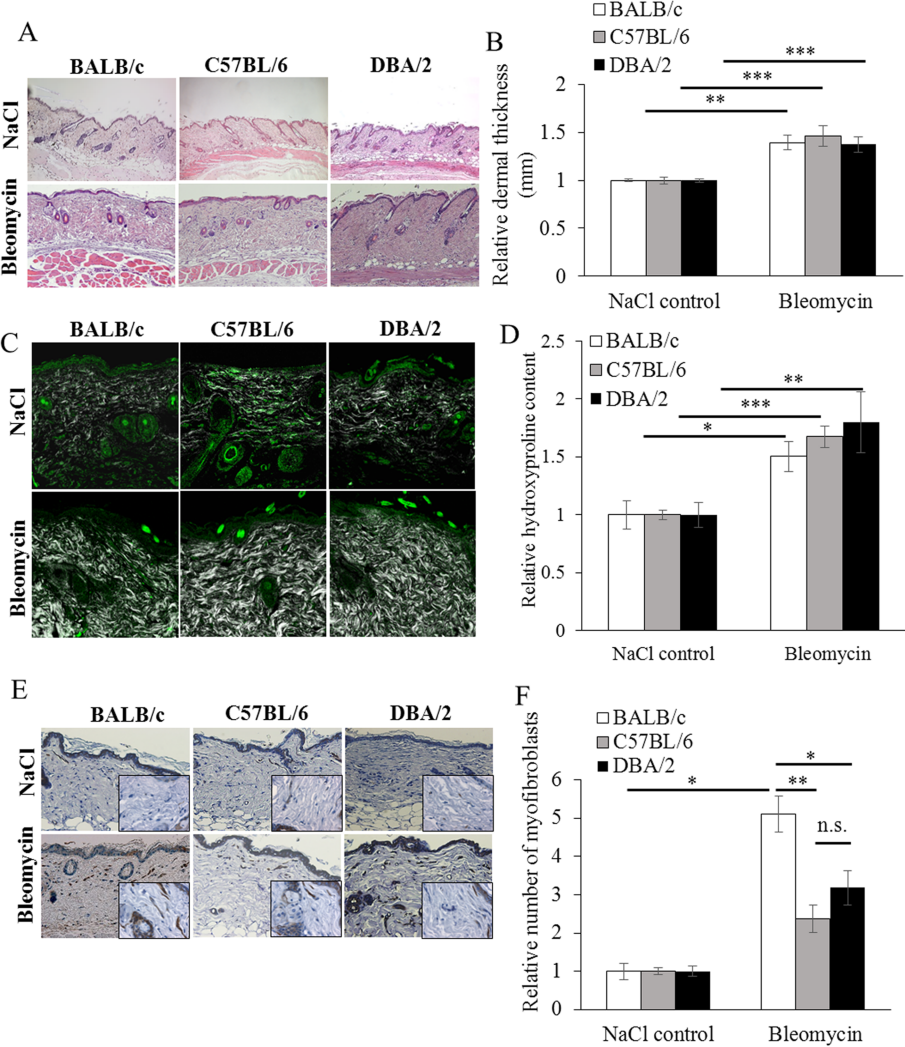 A
BALB/c
C57BL/6
DBA/2
NaCl
Bleomycin
B
BALB/c
C57BL/6
DBA/2
***
***
**
Relative dermal thickness
(mm)
2
1.5
1
0.5
0
NaCl control
Bleomycin
C
BALB/c
C57BL/6
DBA/2
NaCl
Bleomycin
D
BALB/c
C57BL/6
DBA/2
**
***
*
Relative hydroxyproline content
2.5
2
1.5
1
0.5
0
NaCl control
Bleomycin
E
BALB/c
C57BL/6
DBA/2
NaCl
Bleomycin
F
BALB/c
C57BL/6
DBA/2
*
*
**
n.s.
Relative number of myofibroblasts
6
5
4
3
2
1
0
NaCl control
Bleomycin